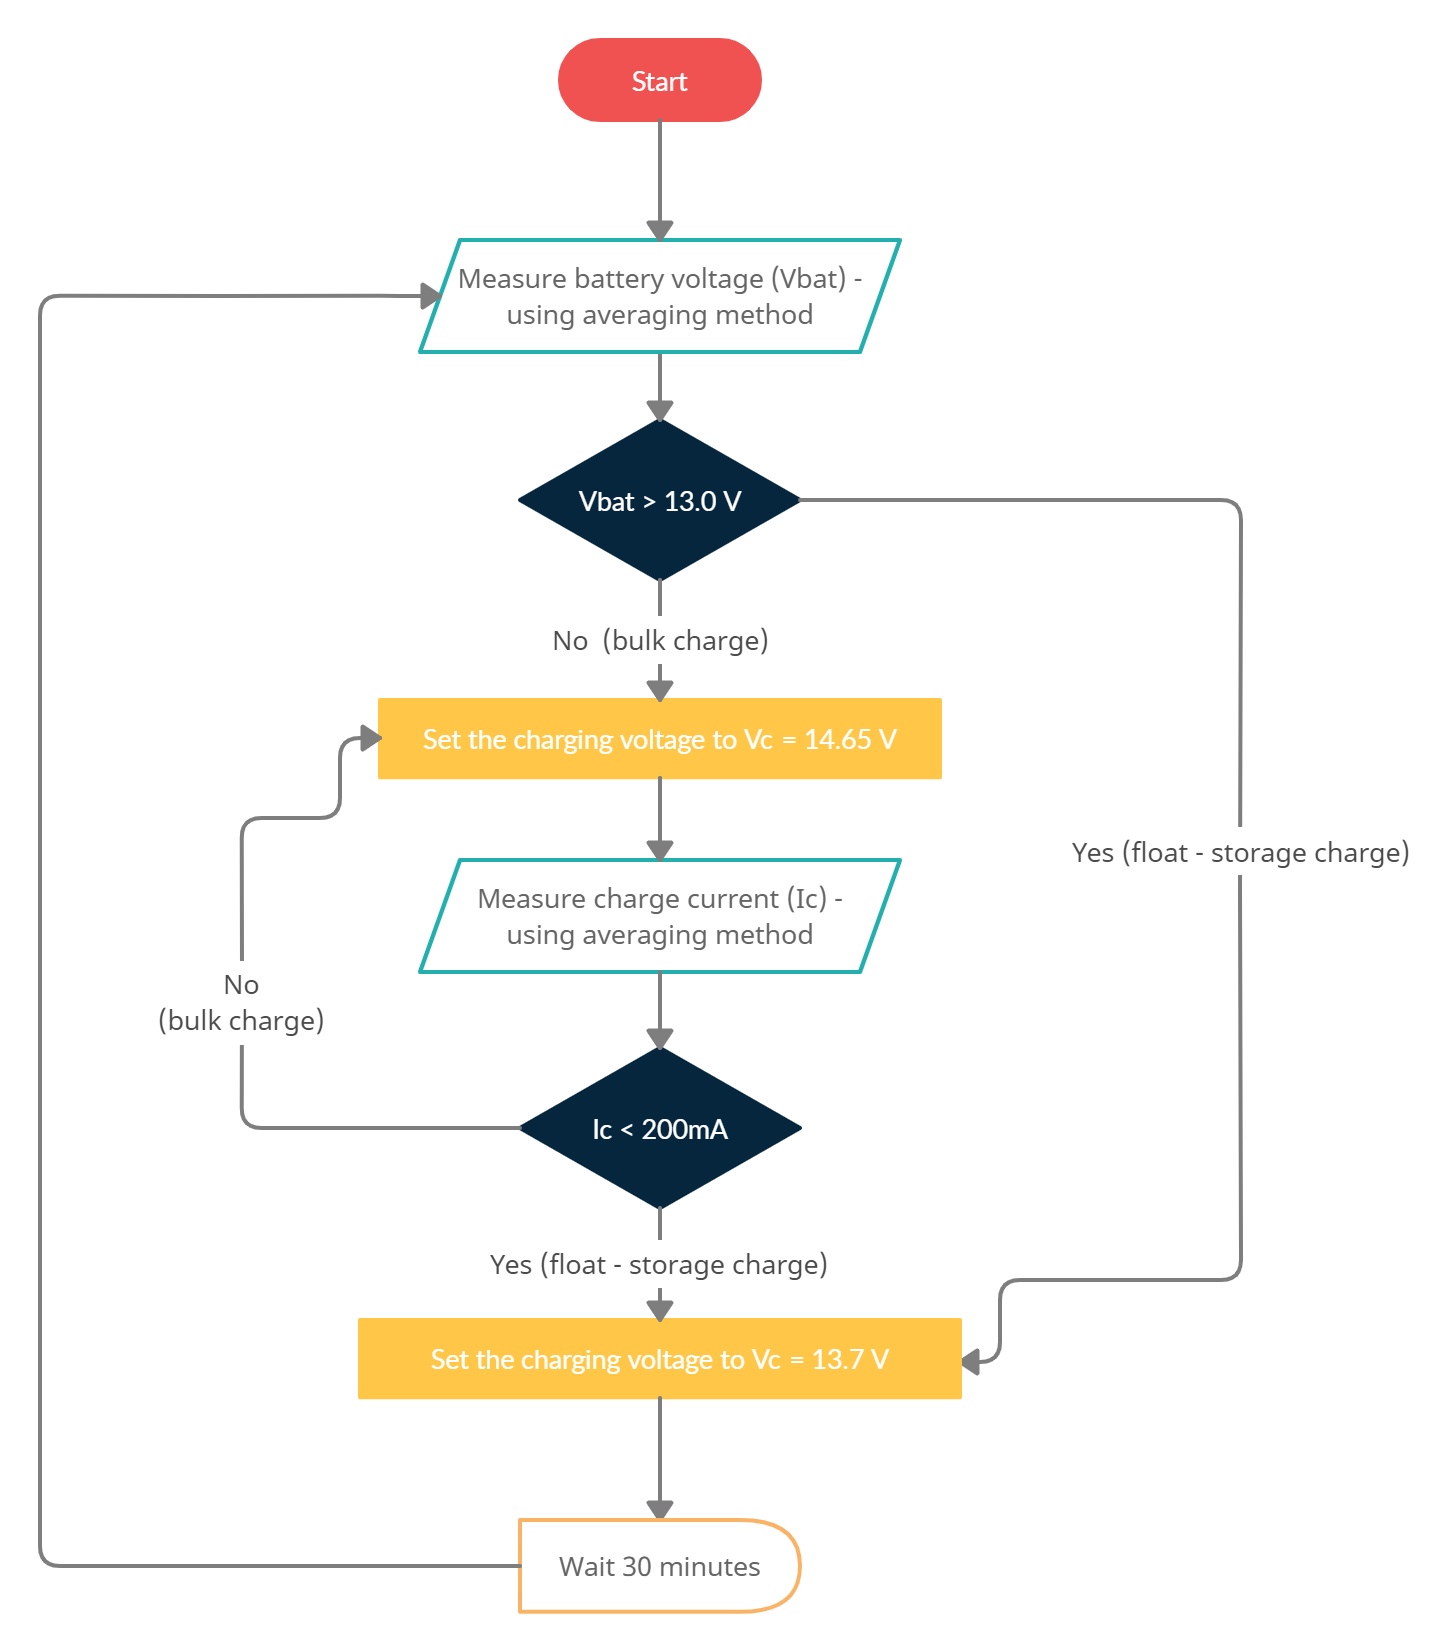 Start
Measure battery voltage (Vbat) -
using averaging method
Vbat > 13.0 V
No  (bulk charge)
Set the charging voltage to Vc = 14.65 V
Yes (float - storage charge)
Measure charge current (Ic) -
using averaging method
No
(bulk charge)
Ic < 200mA
Yes (float - storage charge)
Set the charging voltage to Vc = 13.7 V
Wait 30 minutes